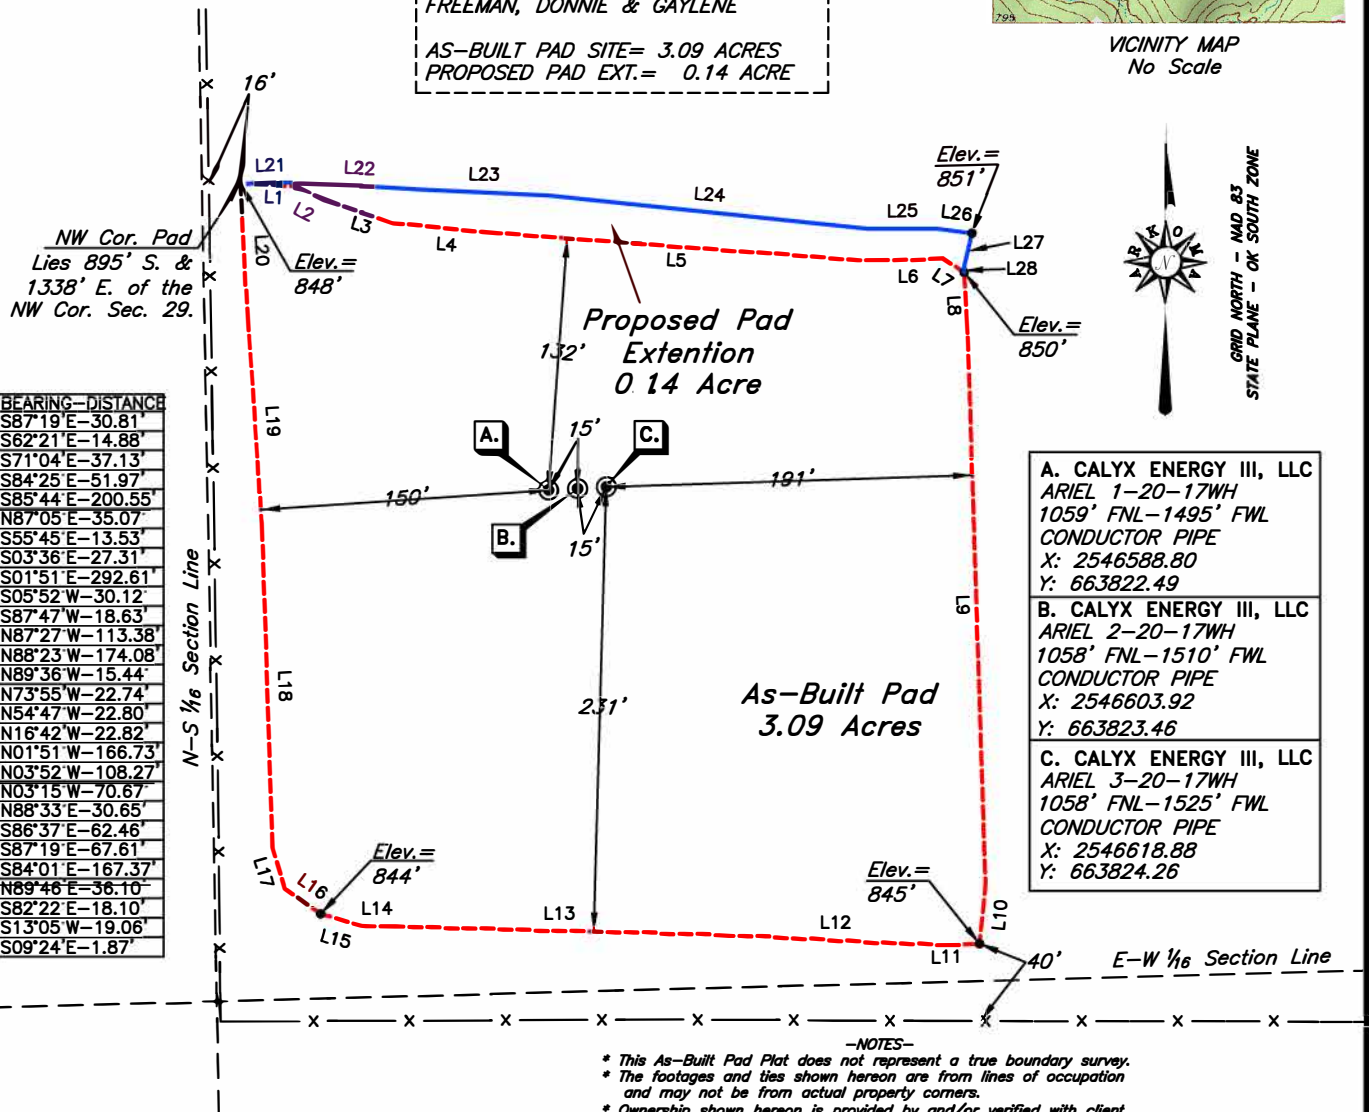 FREEMAN, DONNIE & GAYLENE
AS-BUILT PAD SITE= 3.09 ACRES
PROPOSED PAD EXT.= 0.14 ACRE
795
VICINITY MAP
No Scale
16'
L21
L22
L23
L24
L25
L26
Elev.=
851'
L1
L2
L3
L4
L5
L6
L7
L27
L28
L8
NW Cor. Pad
Lies 895' S. &
1338' E. of the
NW Cor. Sec. 29.
L20
Elev.=
848'
Elev.=
850'
ARKOMA
N
GRID NORTH - NAD 83
STATE PLANE - OK SOUTH ZONE
Proposed Pad
Extention
0.14 Acre
132'
BEARING-DISTANCE
S87°19'E-30.81'
S62°21'E-14.88'
S71°04'E-37.13'
S84°25'E-51.97'
S85°44'E-200.55'
N87°05'E-35.07'
S55°45'E-13.53'
S03°36'E-27.31'
S01°51'E-292.61'
S05°52'W-30.12'
S87°47'W-18.63'
N87°27'W-113.38'
N88°23'W-174.08'
N89°36'W-15.44'
N73°55'W-22.74'
N54°47'W-22.80'
N16°42'W-22.82'
N01°51'W-166.73'
N03°52'W-108.27'
N03°15'W-70.67'
N88°33'E-30.65'
S86°37'E-62.46'
S87°19'E-67.61'
S84°01'E-167.37'
N89°46'E-36.10'
S82°22'E-18.10'
S13°05'W-19.06'
S09°24'E-1.87'
L19
A.
15'
C.
150'
191'
B.
15'
N-S 1/16 Section Line
L18
L9
231'
As-Built Pad
3.09 Acres
A. CALYX ENERGY III, LLC
ARIEL 1-20-17WH
1059' FNL-1495' FWL
CONDUCTOR PIPE
X: 2546588.80
Y: 663822.49
B. CALYX ENERGY III, LLC
ARIEL 2-20-17WH
1058' FNL-1510' FWL
CONDUCTOR PIPE
X: 2546603.92
Y: 663823.46
C. CALYX ENERGY III, LLC
ARIEL 3-20-17WH
1058' FNL-1525' FWL
CONDUCTOR PIPE
X: 2546618.88
Y: 663824.26
Elev.=
844'
L17
L16
L15
L14
L13
L12
L11
L10
Elev.=
845'
40'
E-W 1/16 Section Line
-NOTES-
* This As-Built Pad Plat does not represent a true boundary survey.
* The footages and ties shown hereon are from lines of occupation
and may not be from actual property corners.
* Ownership shown hereon is provided by and/or verified with client